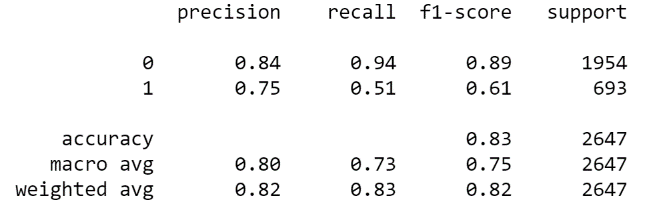 precision recall f1-score support
0 0.84 0.94 0.89 1954
1 0.75 0.51 0.61 693
accuracy 0.83 2647
macro avg 0.80 0.73 0.75 2647
weighted avg 0.82 0.83 0.82 2647